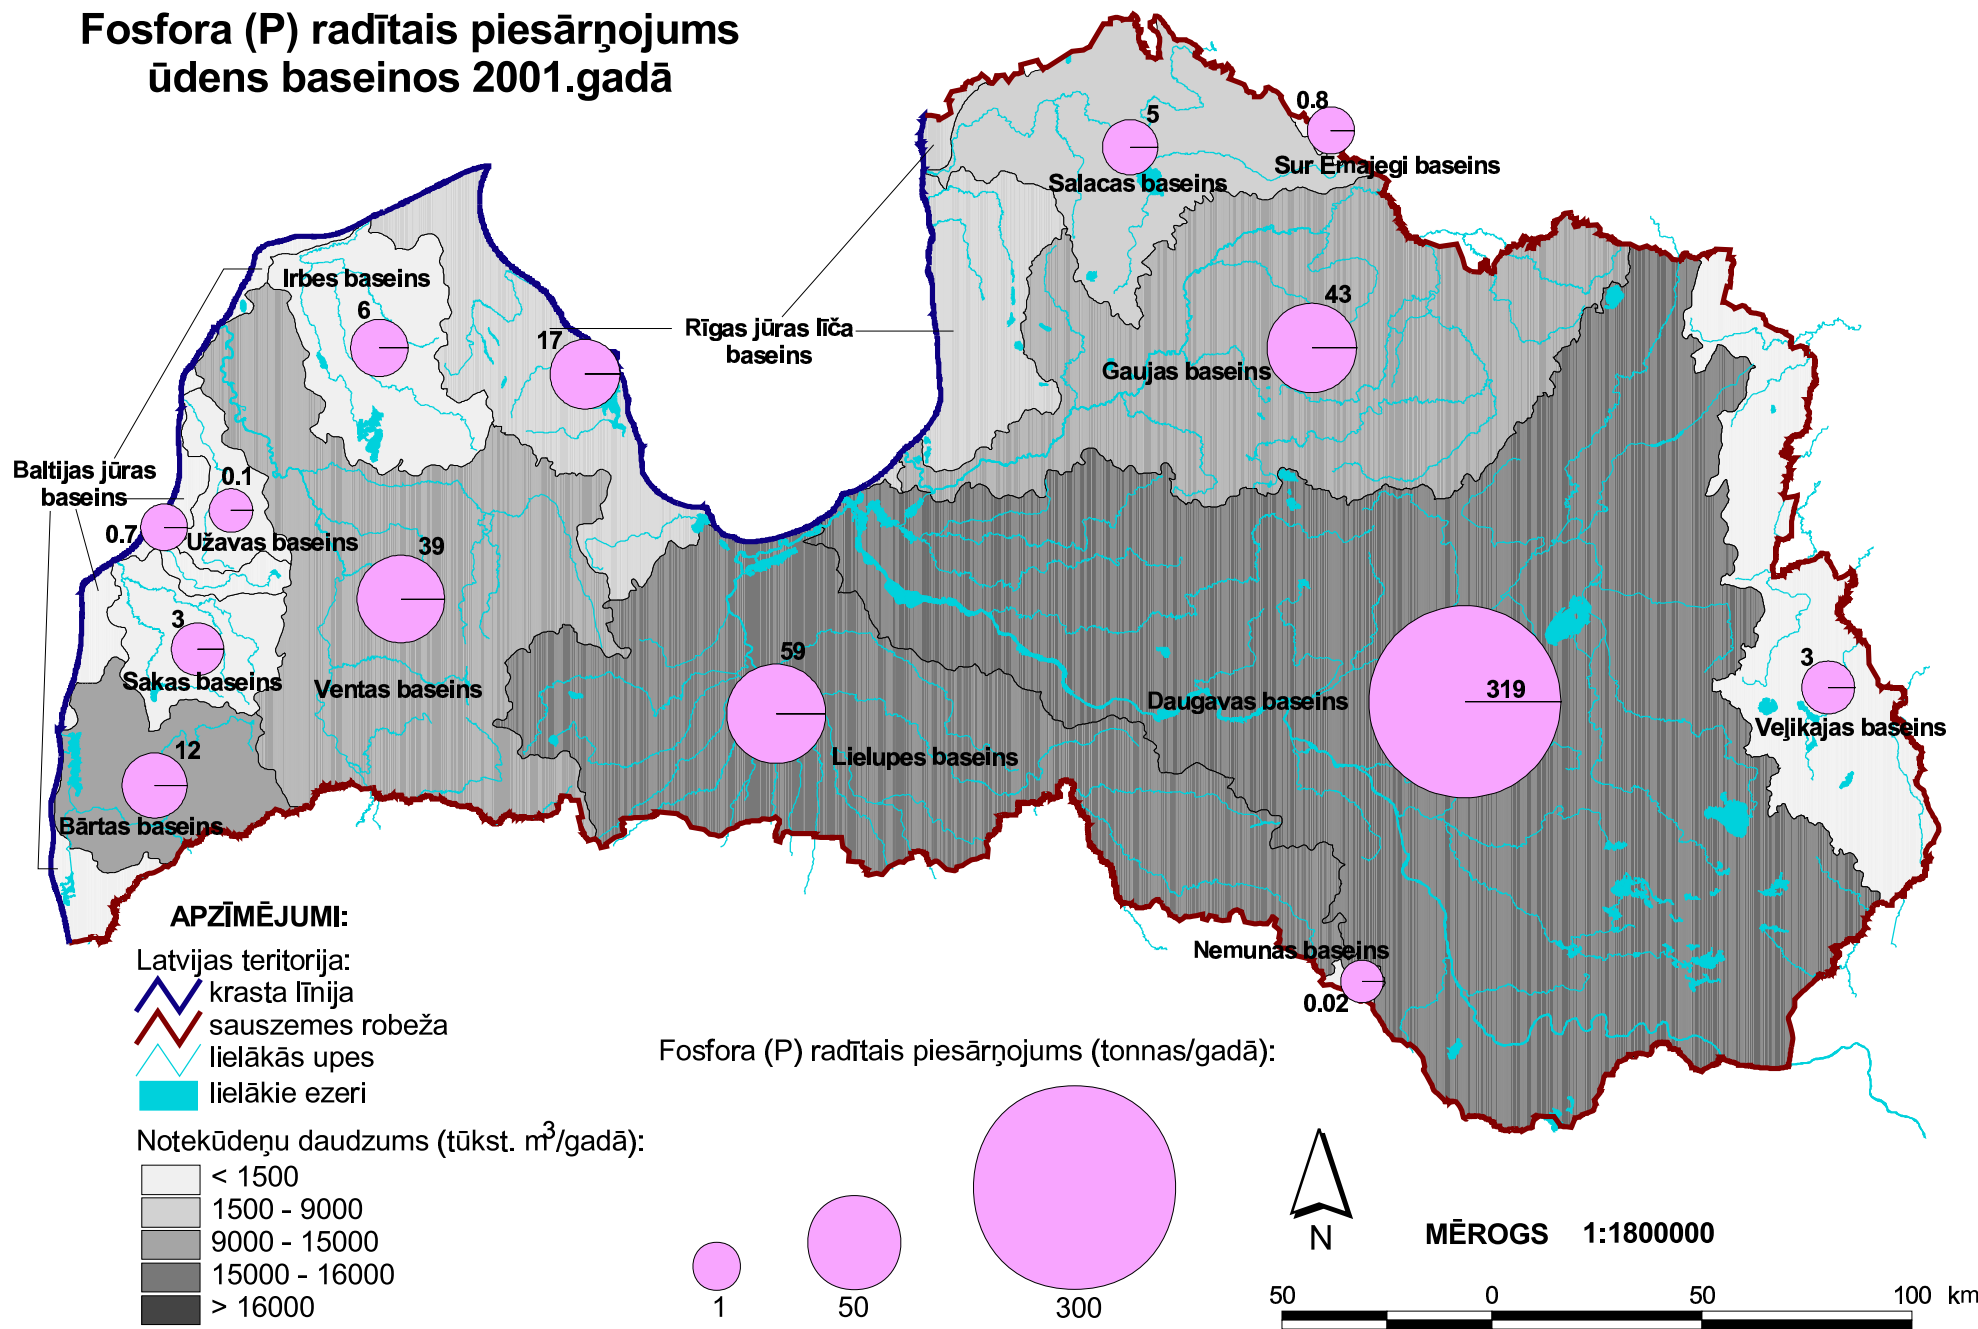 Fosfora (P) radītais piesārņojums
ūdens baseinos 2001.gadā
0.8
5
Sur Emajegi baseins
Salacas baseins
Irbes baseins
6
43
17
Rīgas jūras līča
baseins
Gaujas baseins
Baltijas jūras
baseins
0.1
0.7
Užavas baseins
39
3
59
3
Sakas baseins
Ventas baseins
319
Daugavas baseins
Veļikajas baseins
12
Lielupes baseins
Bārtas baseins
Nemunas baseins
0.02
APZĪMĒJUMI:
Latvijas teritorija:
krasta līnija
sauszemes robeža
lielākās upes
lielākie ezeri
Notekūdeņu daudzums (tūkst. m³/gadā):
< 1500
1500 - 9000
9000 - 15000
15000 - 16000
> 16000
Fosfora (P) radītais piesārņojums (tonnas/gadā):
1
50
300
N
MĒROGS 1:1800000
50 0 50 100 km